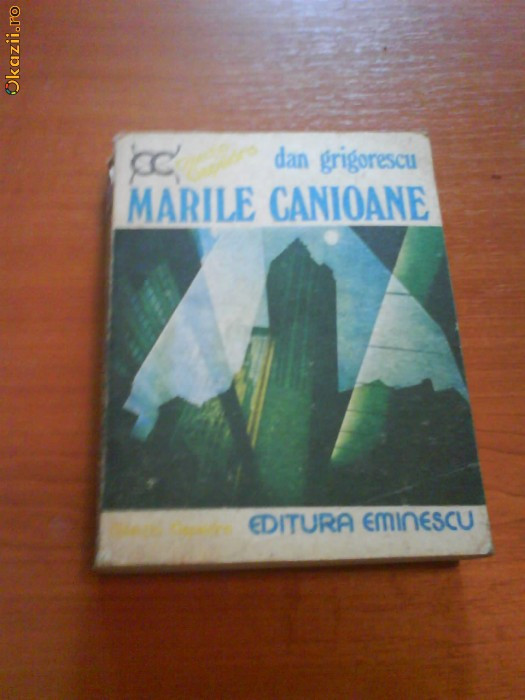 Okazii.ro
dan grigorescu
MARILE CANIOANE
EDITURA EMINESCU